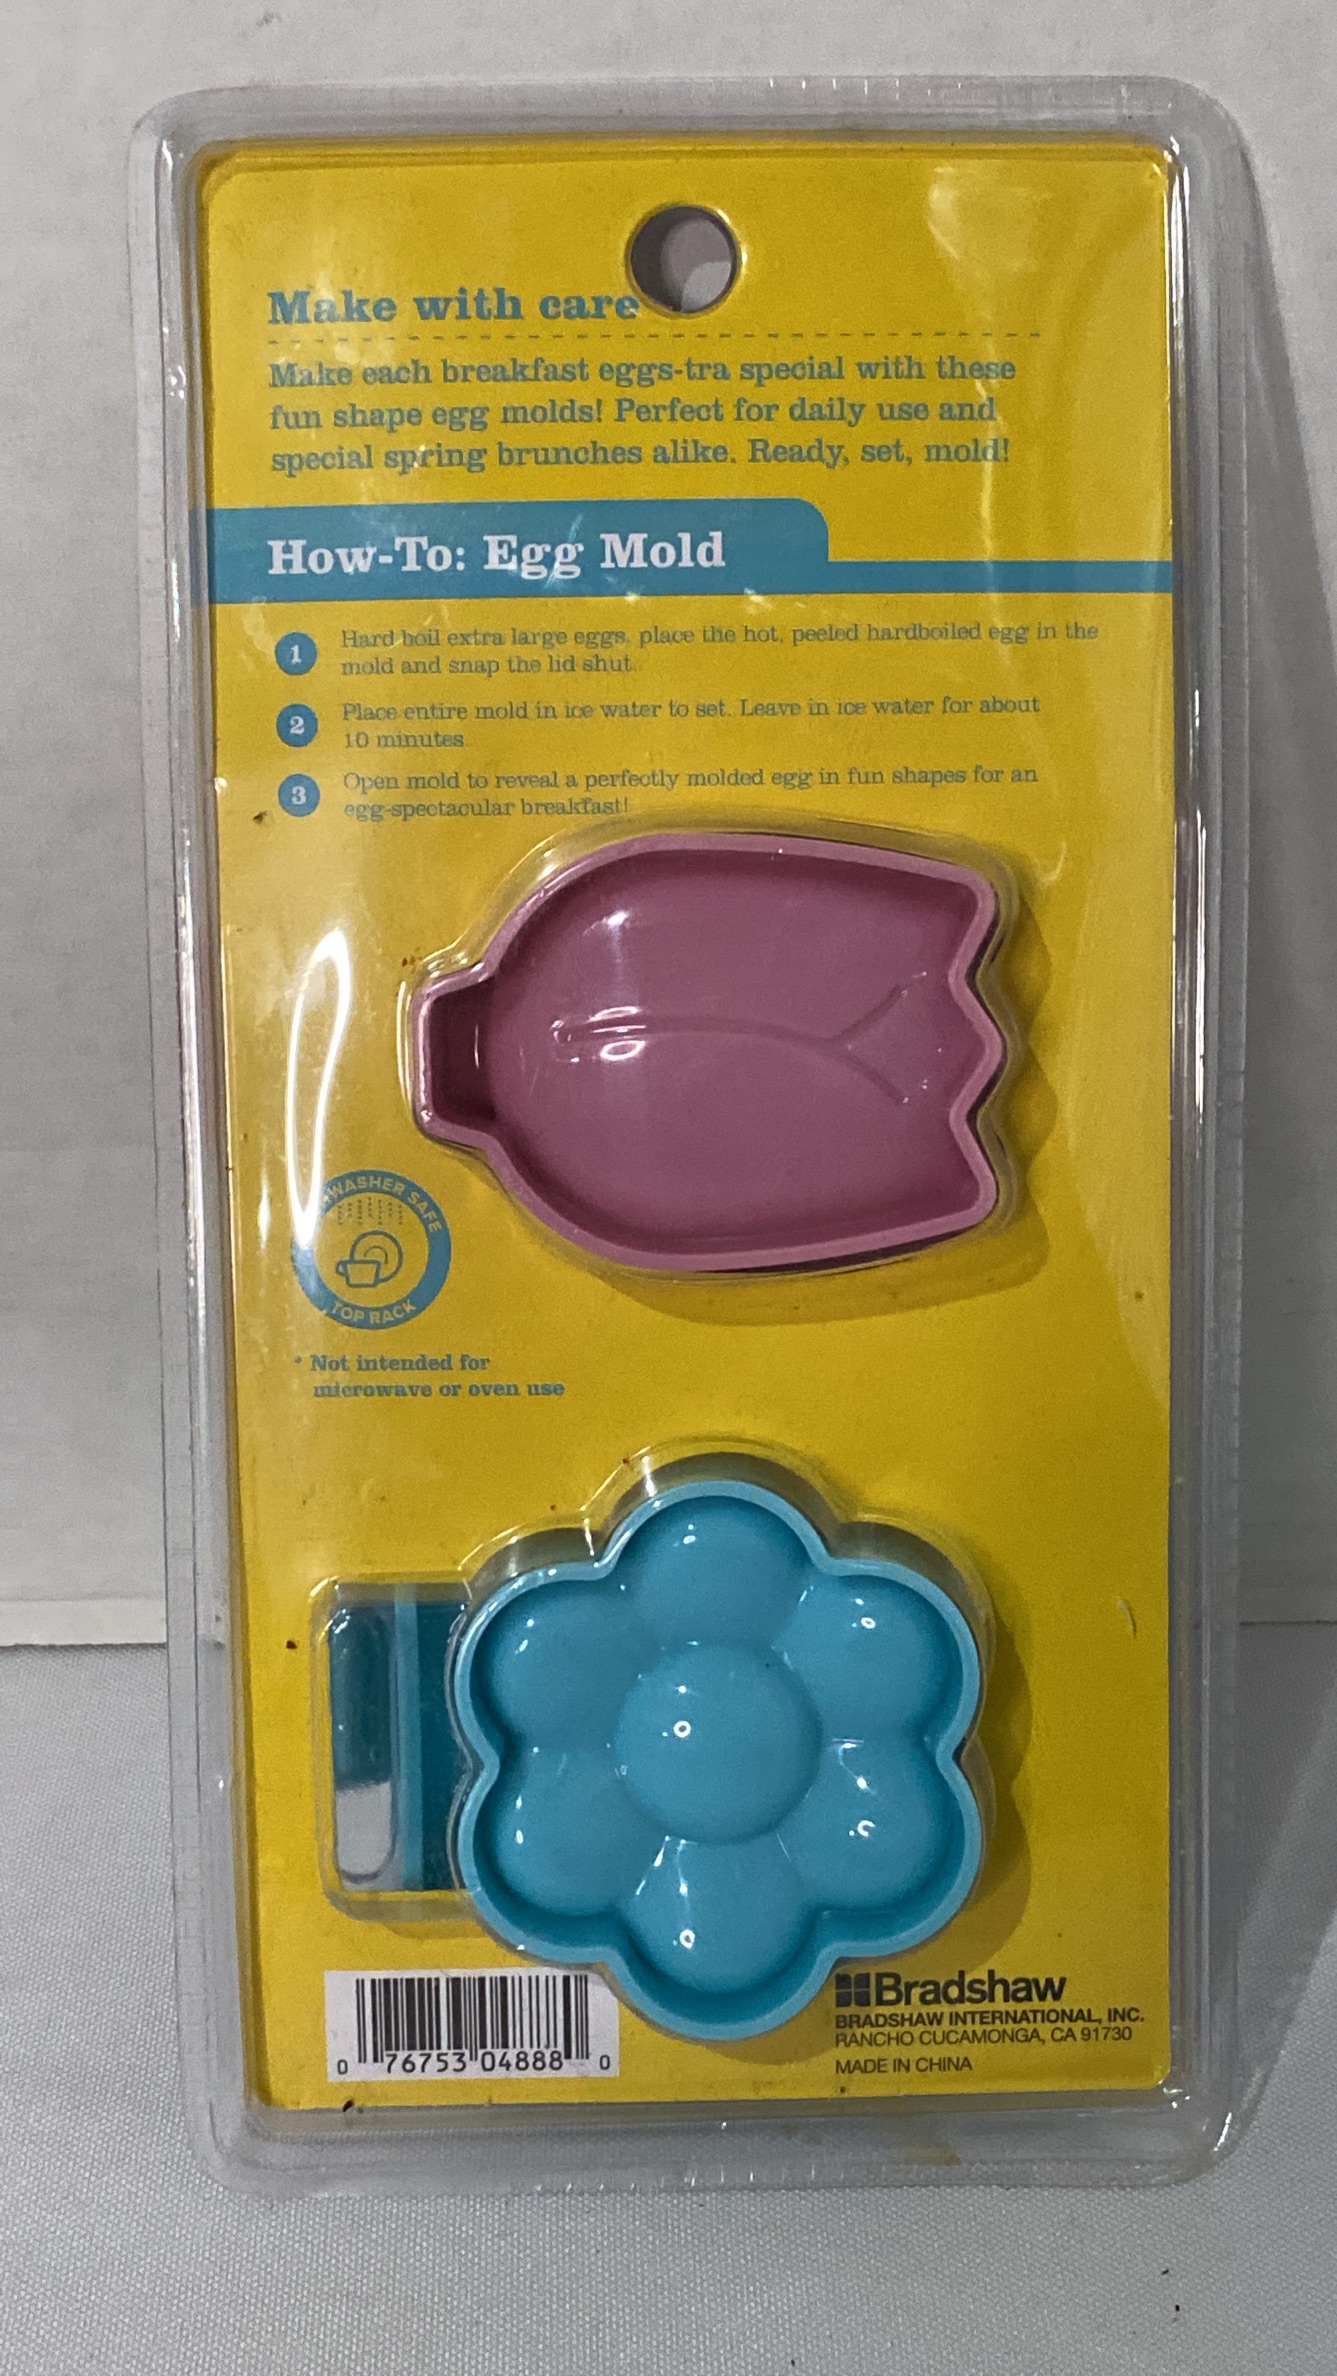 Make with care
Make each breakfast eggs-tra special with these
fun shape egg molds! Perfect for daily use and
special spring brunches alike. Ready, set, mold!
How-To: Egg Mold
1 Hard boil extra large eggs, place the hot, peeled hardboiled egg in the
mold and snap the lid shut.
2 Place entire mold in ice water to set. Leave in ice water for about
10 minutes.
3 Open mold to reveal a perfectly molded egg in fun shapes for an
egg-spectacular breakfast!
WASHER SAFE
TOP RACK
* Not intended for
microwave or oven use
0 76753 04888 0
Bradshaw
BRADSHAW INTERNATIONAL, INC.
RANCHO CUCAMONGA, CA 91730
MADE IN CHINA